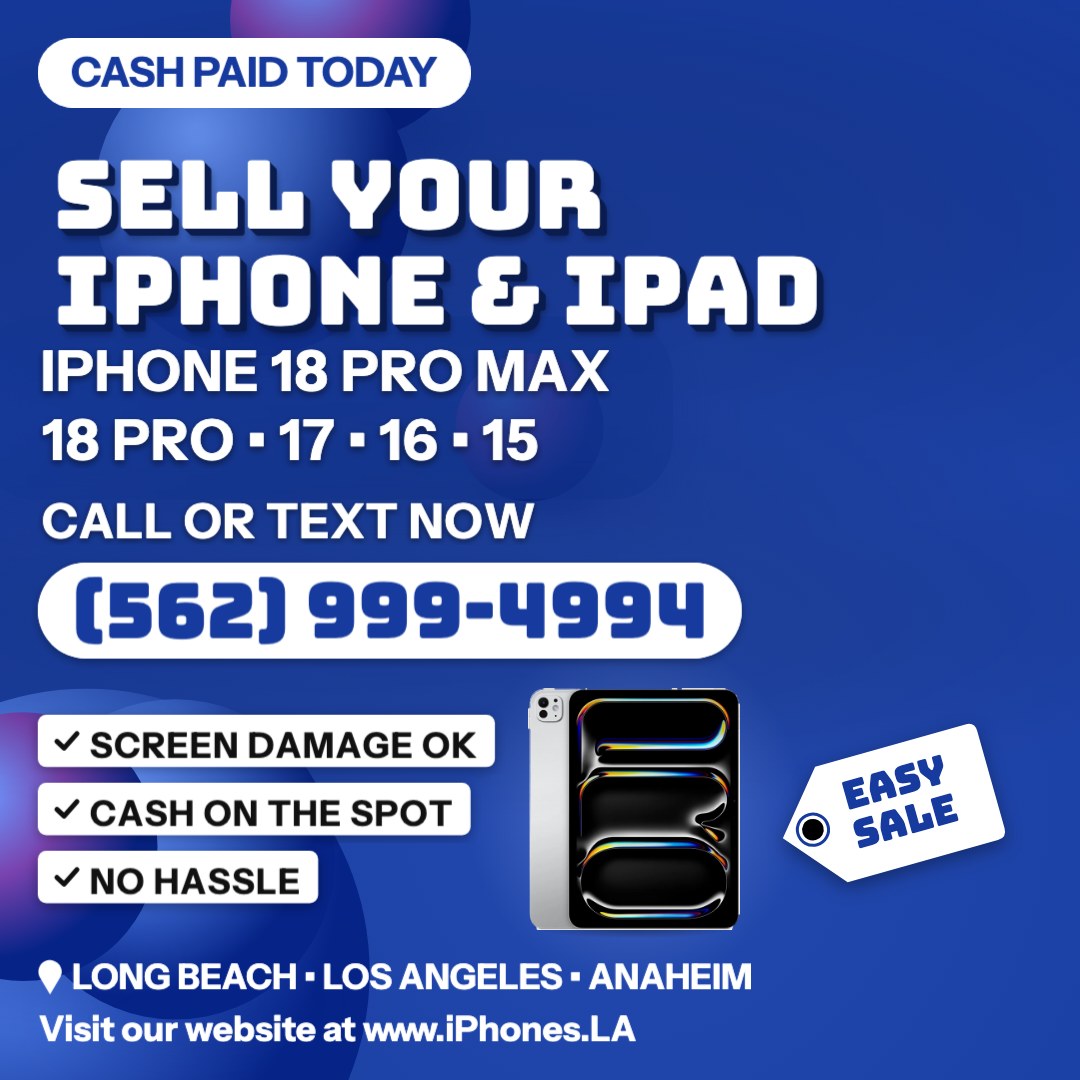 CASH PAID TODAY
SELL YOUR
IPHONE & IPAD
IPHONE 18 PRO MAX
18 PRO ▪ 17 ▪ 16 ▪ 15
CALL OR TEXT NOW
(562) 999-4994
✓ SCREEN DAMAGE OK
✓ CASH ON THE SPOT
✓ NO HASSLE
EASY
SALE
LONG BEACH ▪ LOS ANGELES ▪ ANAHEIM
Visit our website at www.iPhones.LA